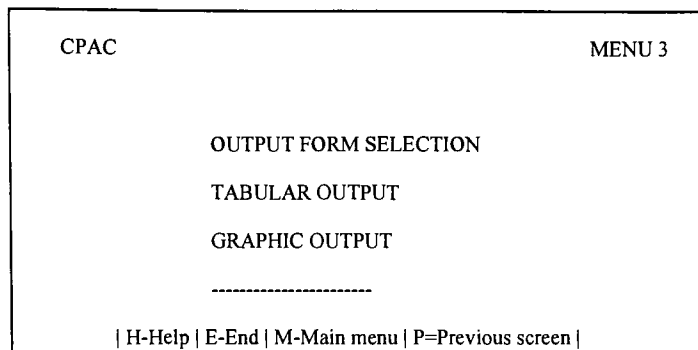 CPAC MENU 3
OUTPUT FORM SELECTION
TABULAR OUTPUT
GRAPHIC OUTPUT
----------------------
| H-Help | E-End | M-Main menu | P=Previous screen |